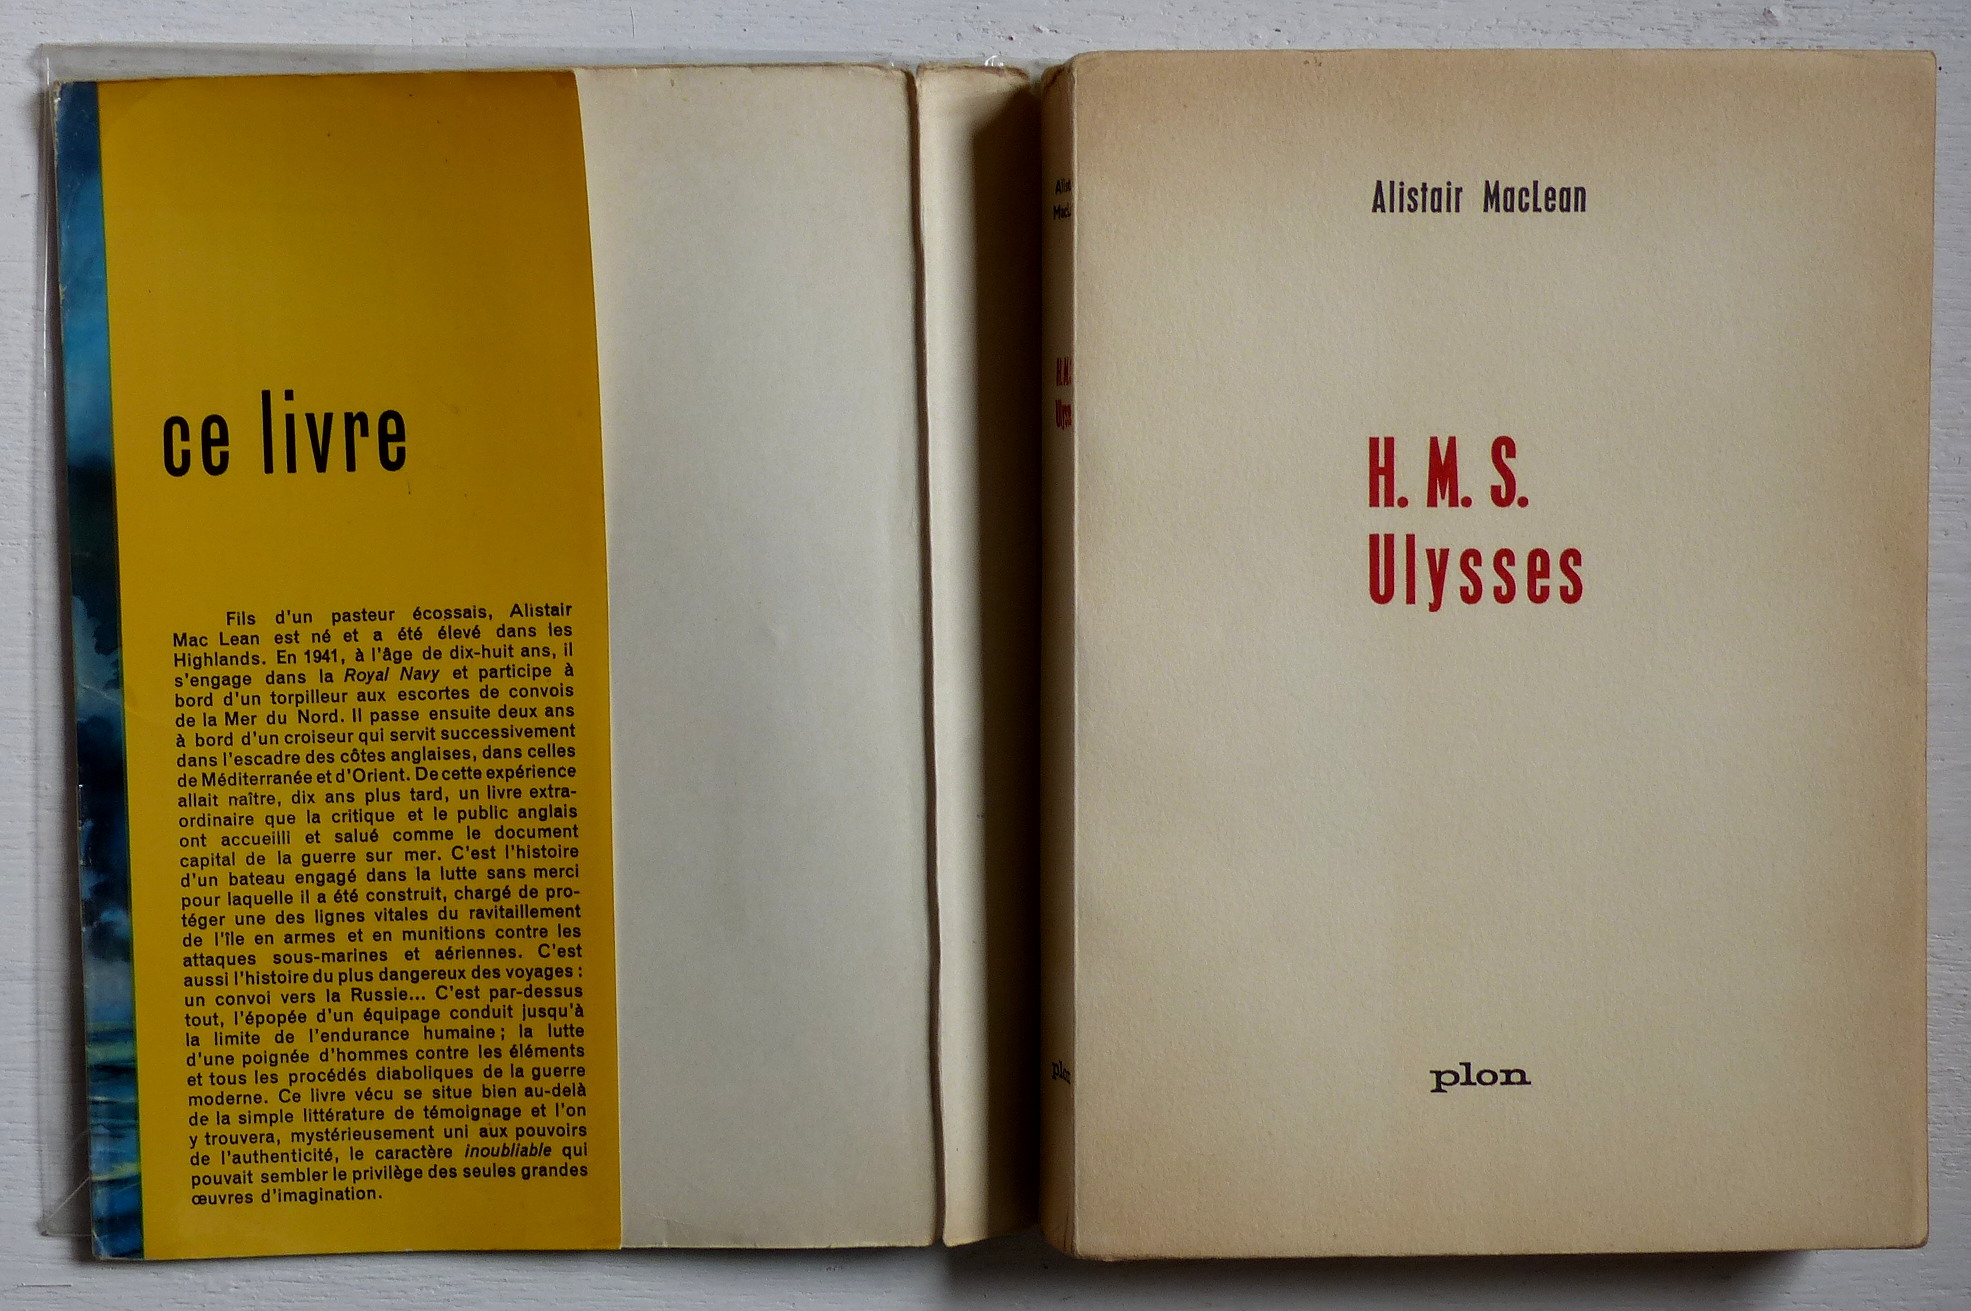 ce livre
Fils d'un pasteur écossais, Alistair
Mac Lean est né et a été élevé dans les
Highlands. En 1941, à l'âge de dix-huit ans, il
s'engage dans la Royal Navy et participe à
bord d'un torpilleur aux escortes de convois
de la Mer du Nord. Il passe ensuite deux ans
à bord d'un croiseur qui servit successivement
dans l'escadre des côtes anglaises, dans celles
de Méditerranée et d'Orient. De cette expérience
allait naître, dix ans plus tard, un livre extra-
ordinaire que la critique et le public anglais
ont accueilli et salué comme le document
capital de la guerre sur mer. C'est l'histoire
d'un bateau engagé dans la lutte sans merci
pour laquelle il a été construit, chargé de pro-
téger une des lignes vitales du ravitaillement
de l'île en armes et en munitions contre les
attaques sous-marines et aériennes. C'est
aussi l'histoire du plus dangereux des voyages :
un convoi vers la Russie... C'est par-dessus
tout, l'épopée d'un équipage conduit jusqu'à
la limite de l'endurance humaine ; la lutte
d'une poignée d'hommes contre les éléments
et tous les procédés diaboliques de la guerre
moderne. Ce livre vécu se situe bien au-delà
de la simple littérature de témoignage et l'on
y trouvera, mystérieusement uni aux pouvoirs
de l'authenticité, le caractère inoubliable qui
pouvait sembler le privilège des seules grandes
œuvres d'imagination.
Alistair MacLean
H. M. S.
Ulysses
plon